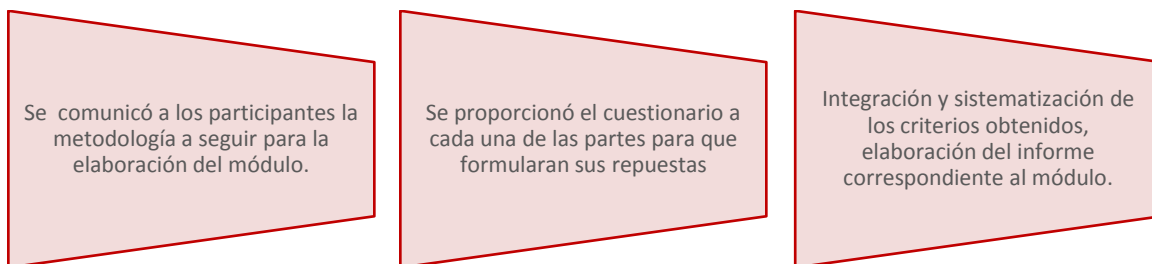 Se comunicó a los participantes la
metodología a seguir para la
elaboración del módulo.
Se proporcionó el cuestionario a
cada una de las partes para que
formularan sus repuestas
Integración y sistematización de
los criterios obtenidos,
elaboración del informe
correspondiente al módulo.